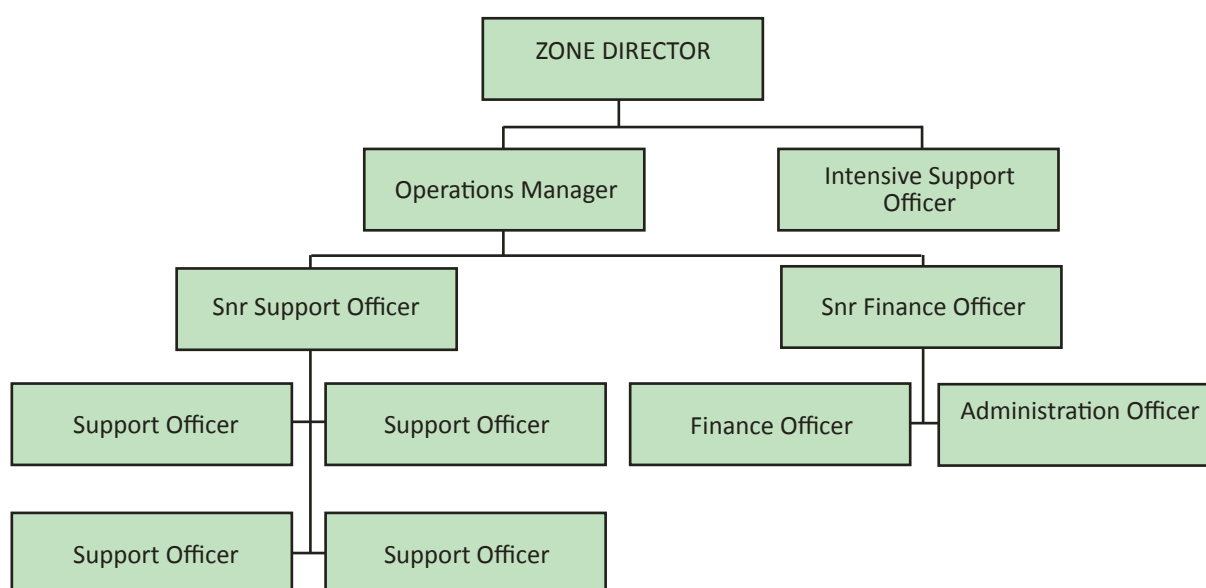 ZONE DIRECTOR
Operations Manager
Intensive Support
Officer
Snr Support Officer
Snr Finance Officer
Support Officer
Support Officer
Finance Officer
Administration Officer
Support Officer
Support Officer